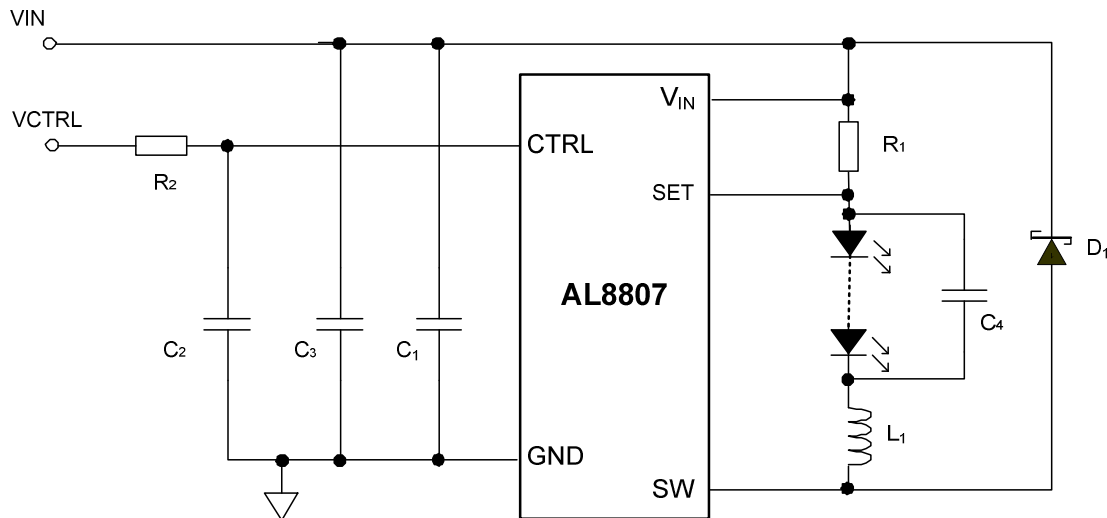 VIN
VCTRL
R2
C2
C3
C1
VIN
CTRL
SET
AL8807
GND
SW
R1
C4
L1
D1